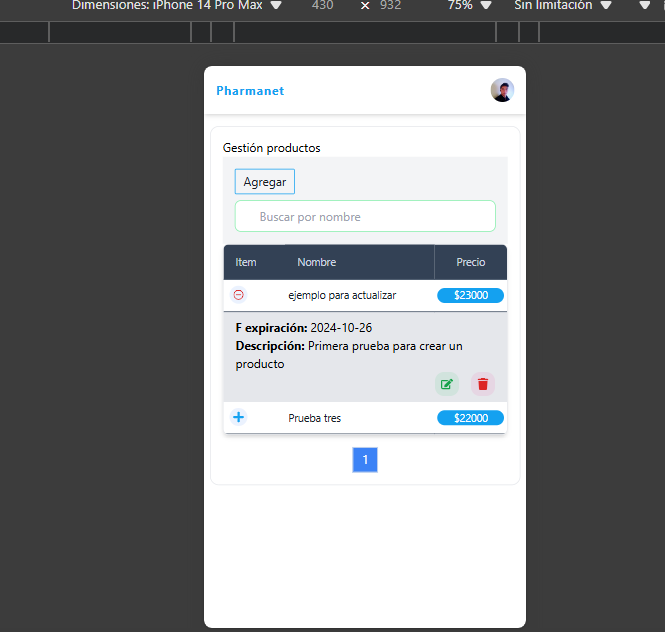 Dimensiones: iPhone 14 Pro Max ▼ 430 × 932 75% ▼ Sin limitación ▼
Pharmanet
Gestión productos
Agregar
Buscar por nombre
Item Nombre Precio
ejemplo para actualizar $23000
F expiración: 2024-10-26
Descripción: Primera prueba para crear un
producto
Prueba tres $22000
1